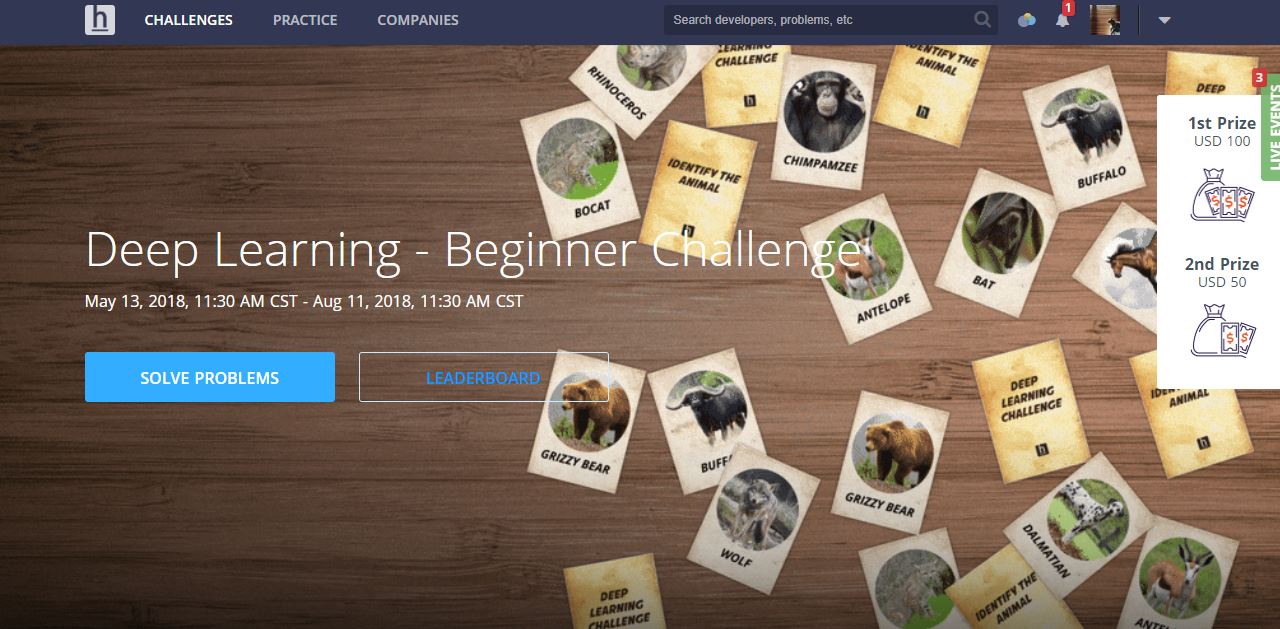 h
CHALLENGES
PRACTICE
COMPANIES
Search developers, problems, etc
1
LEARNING
CHALLENGE
h
IDENTIFY THE
ANIMAL
h
DEEP
3
LIVE EVENTS
RHINOCEROS
CHIMPAMZEE
BUFFALO
1st Prize
USD 100
BOCAT
IDENTIFY THE
ANIMAL
h
Deep Learning - Beginner Challenge
May 13, 2018, 11:30 AM CST - Aug 11, 2018, 11:30 AM CST
ANTELOPE
BAT
2nd Prize
USD 50
SOLVE PROBLEMS
LEADERBOARD
DEEP
LEARNING
CHALLENGE
h
IDENTIFY THE
ANIMAL
h
GRIZZY BEAR
BUFF
GRIZZY BEAR
WOLF
DALMATIAN
DEEP
LEARNING
CHALLENGE
IDENTIFY THE
ANIMAL
ANTE